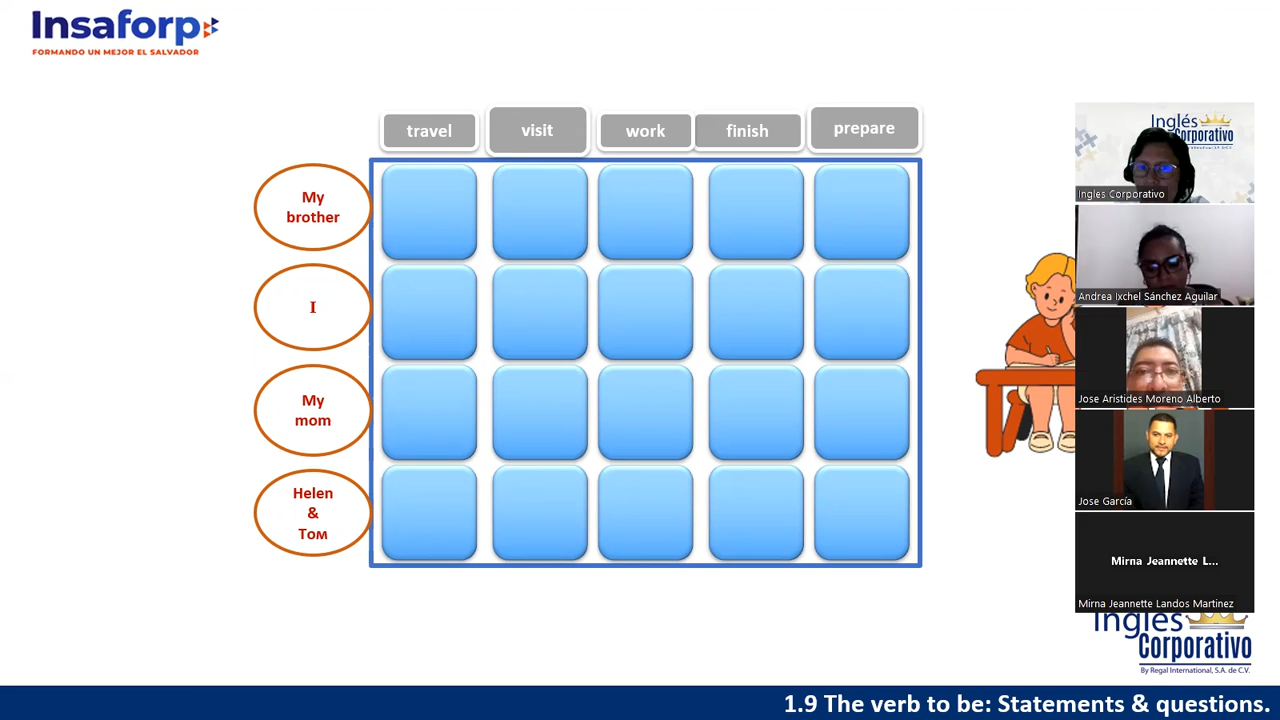 Insaforp
FORMANDO UN MEJOR EL SALVADOR
travel
visit
work
finish
prepare
My
brother
I
My
mom
Helen
&
Tom
Inglés
Corporativo
Ingles Corporativo
Andrea Ixchel Sánchez Aguilar
Jose Aristides Moreno Alberto
Jose García
Mirna Jeannette L...
Mirna Jeannette Landos Martinez
Inglés
Corporativo
By Regal International, S.A. de C.V.
1.9 The verb to be: Statements & questions.